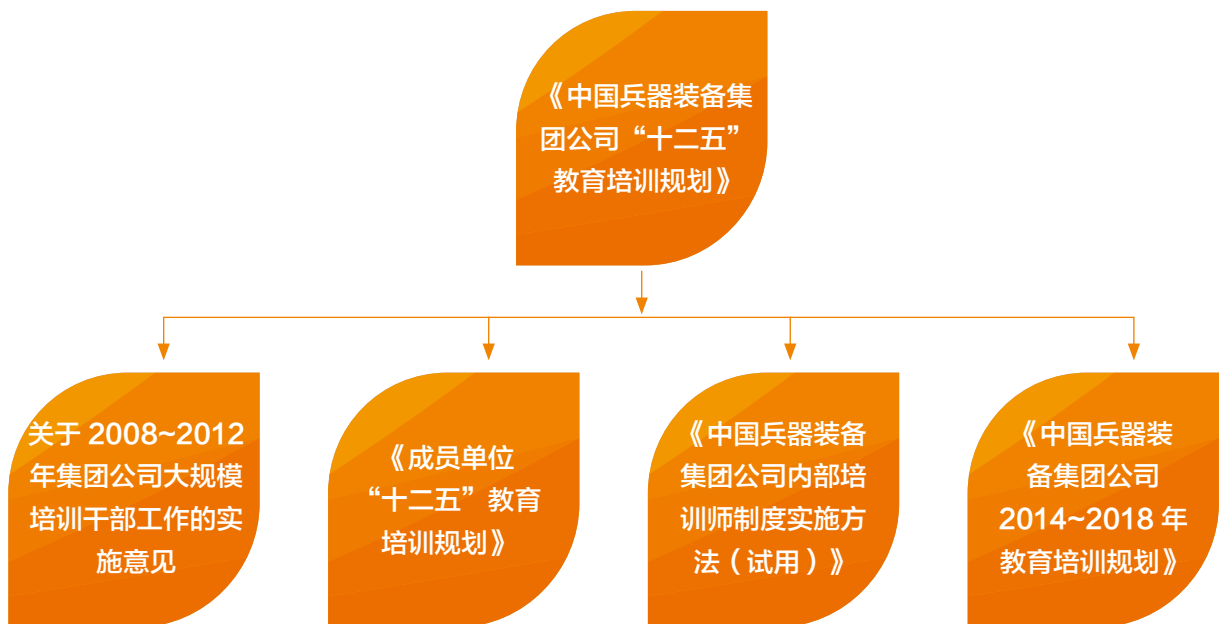 《中国兵器装备集
团公司“十二五”
教育培训规划》
关于 2008~2012
年集团公司大规模
培训干部工作的实
施意见
《成员单位
“十二五”教育
培训规划》
《中国兵器装备
集团公司内部培
训师制度实施方
法（试用）》
《中国兵器装
备集团公司
2014~2018 年
教育培训规划》